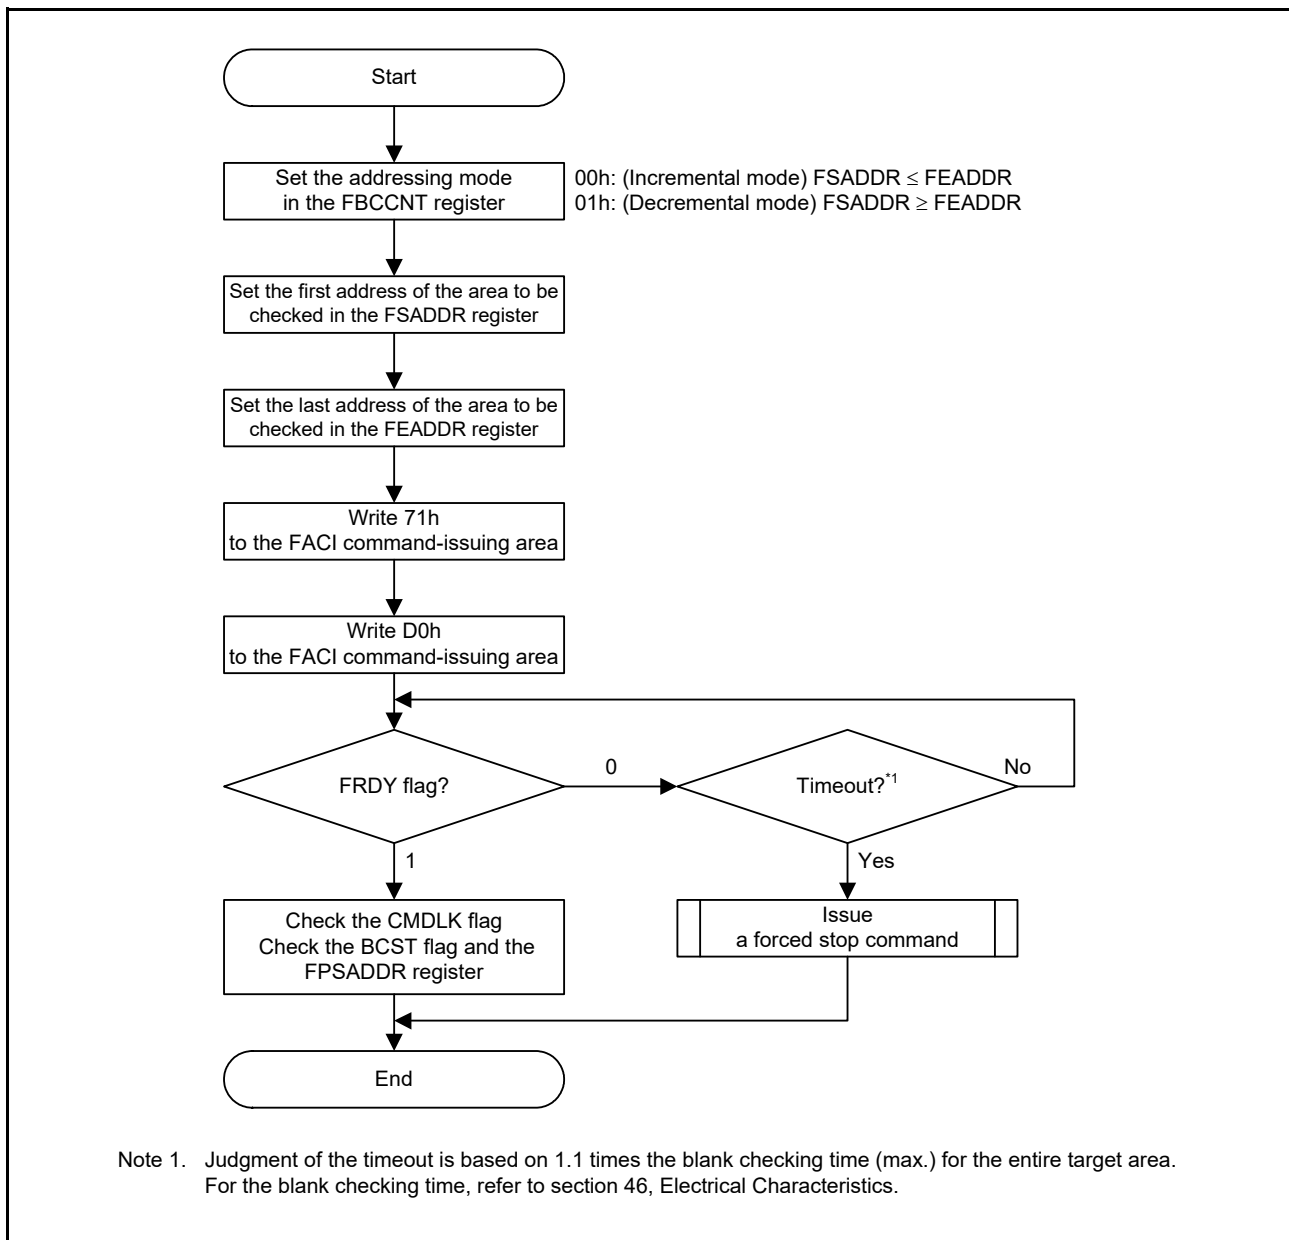 Start
Set the addressing mode
in the FBCCNT register
00h: (Incremental mode) FSADDR ≤ FEADDR
01h: (Decremental mode) FSADDR ≥ FEADDR
Set the first address of the area to be
checked in the FSADDR register
Set the last address of the area to be
checked in the FEADDR register
Write 71h
to the FACI command-issuing area
Write D0h
to the FACI command-issuing area
FRDY flag?
0
Timeout?*1
No
1
Yes
Check the CMDLK flag
Check the BCST flag and the
FPSADDR register
Issue
a forced stop command
End
Note 1. Judgment of the timeout is based on 1.1 times the blank checking time (max.) for the entire target area.
For the blank checking time, refer to section 46, Electrical Characteristics.